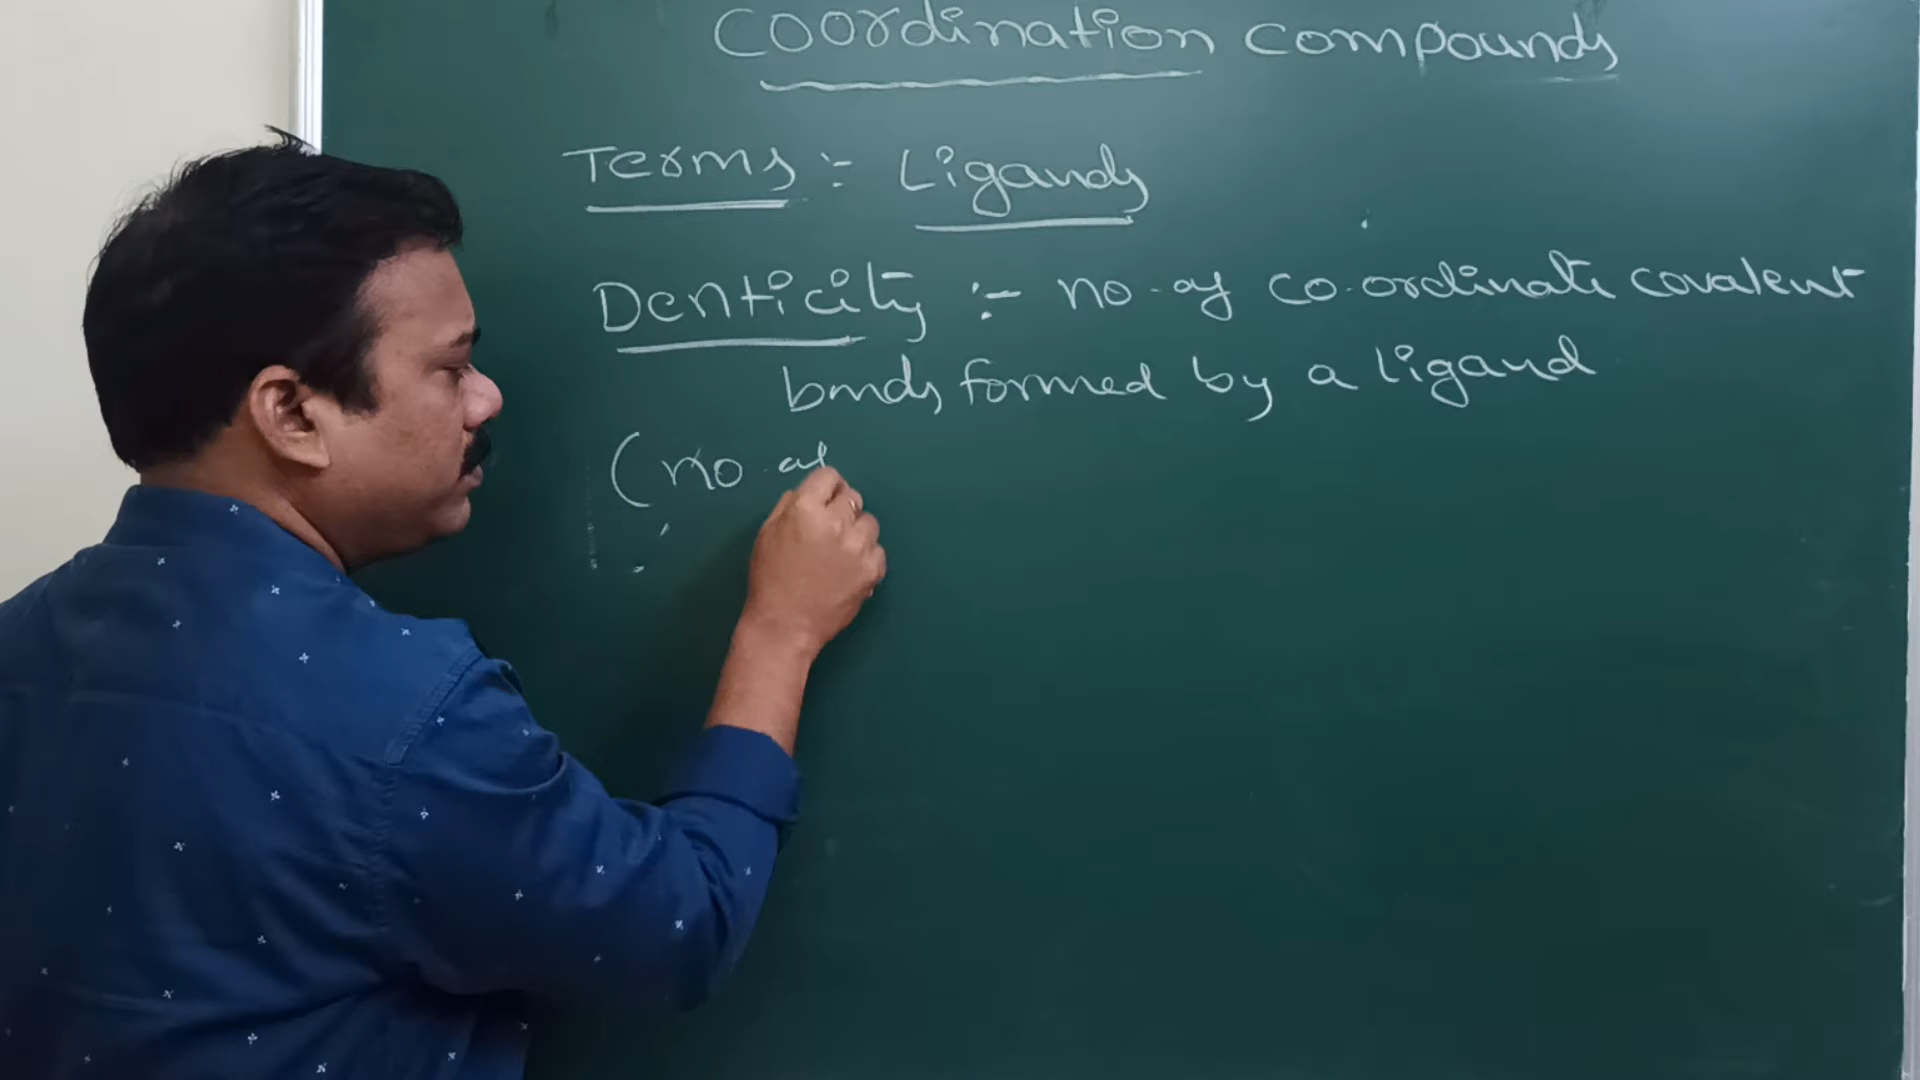 Coordination compounds
Terms :- Ligands
Denticity :- no. of co-ordinate covalent
bonds formed by a ligand
(no. of